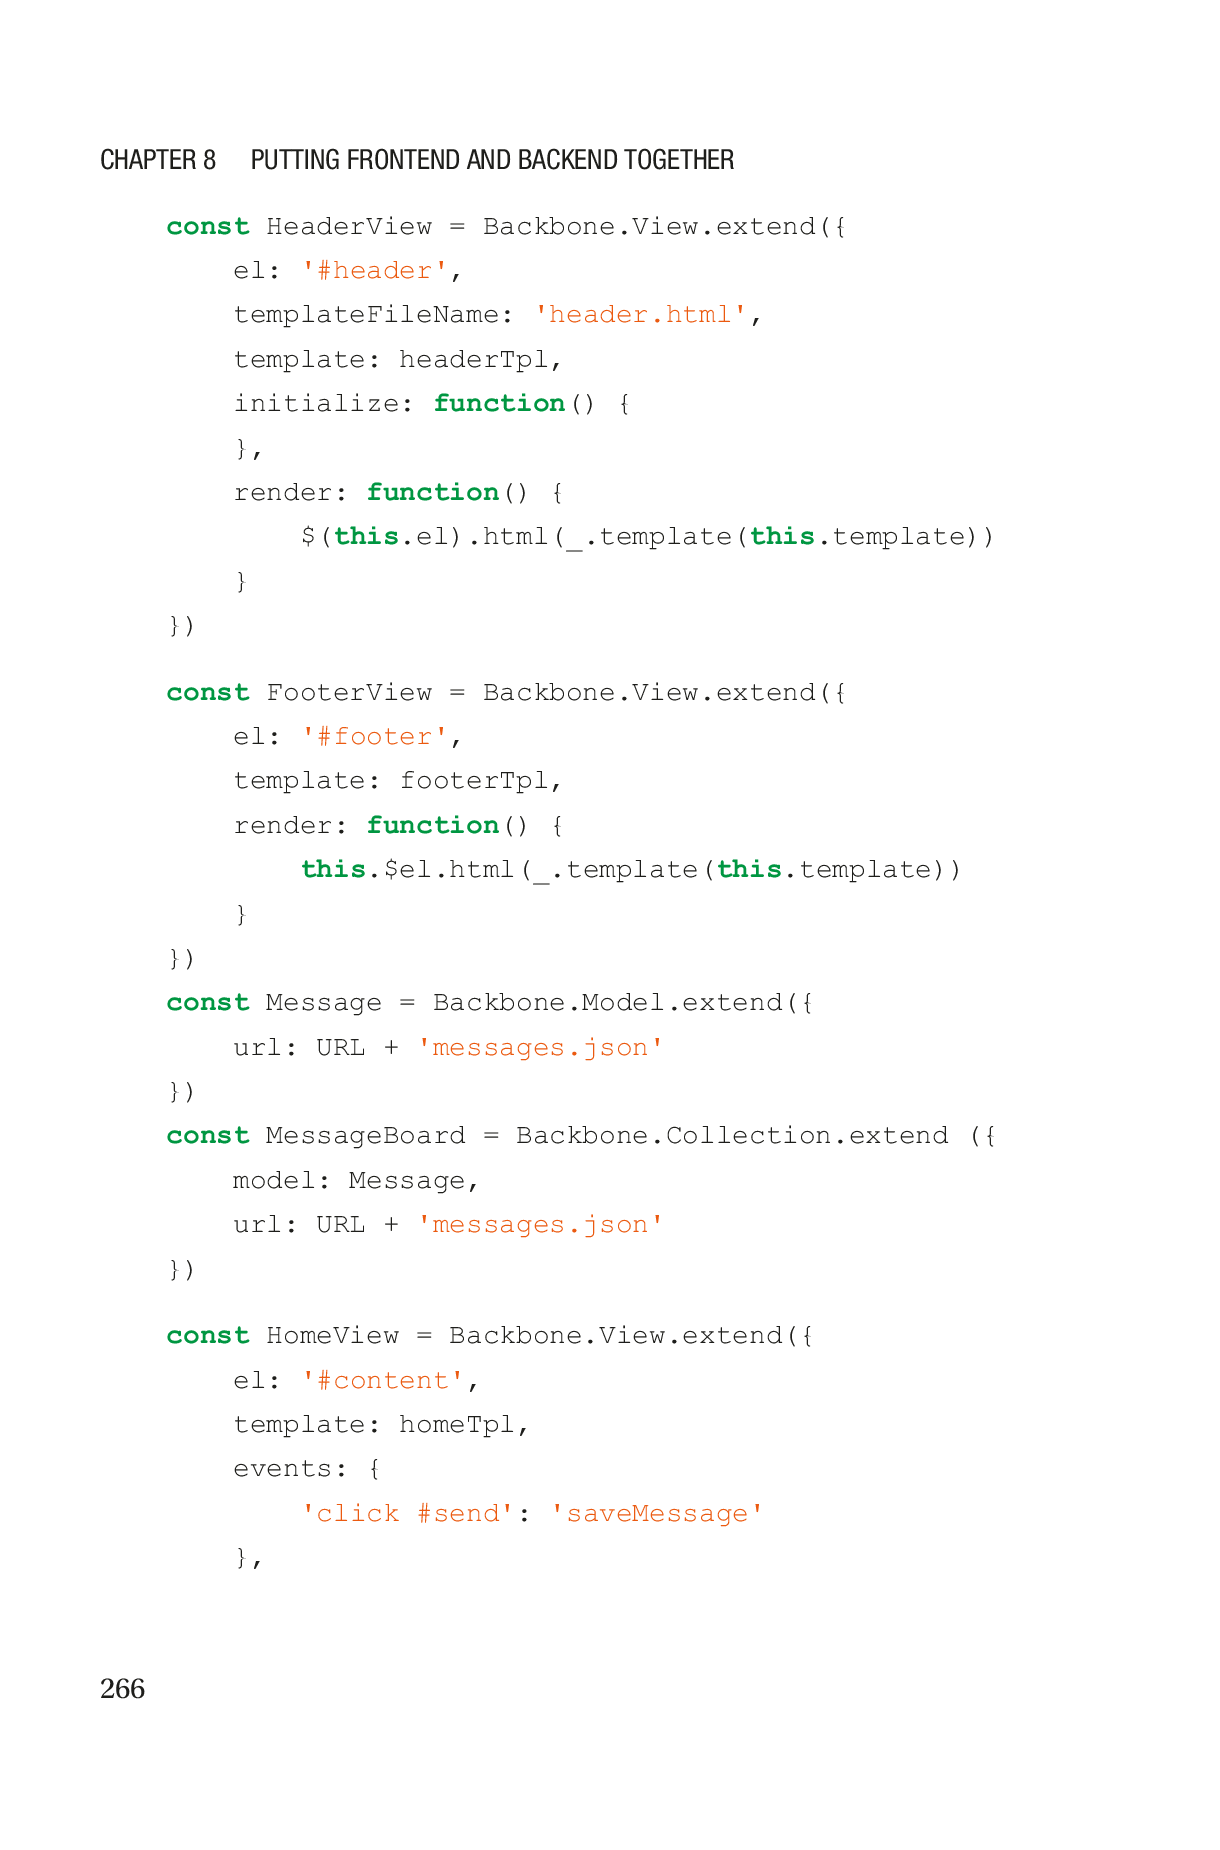 CHAPTER 8 PUTTING FRONTEND AND BACKEND TOGETHER
const HeaderView = Backbone.View.extend({
    el: '#header',
    templateFileName: 'header.html',
    template: headerTpl,
    initialize: function() {
    },
    render: function() {
        $(this.el).html(_.template(this.template))
    }
})
const FooterView = Backbone.View.extend({
    el: '#footer',
    template: footerTpl,
    render: function() {
        this.$el.html(_.template(this.template))
    }
})
const Message = Backbone.Model.extend({
    url: URL + 'messages.json'
})
const MessageBoard = Backbone.Collection.extend ({
    model: Message,
    url: URL + 'messages.json'
})
const HomeView = Backbone.View.extend({
    el: '#content',
    template: homeTpl,
    events: {
        'click #send': 'saveMessage'
    },
266